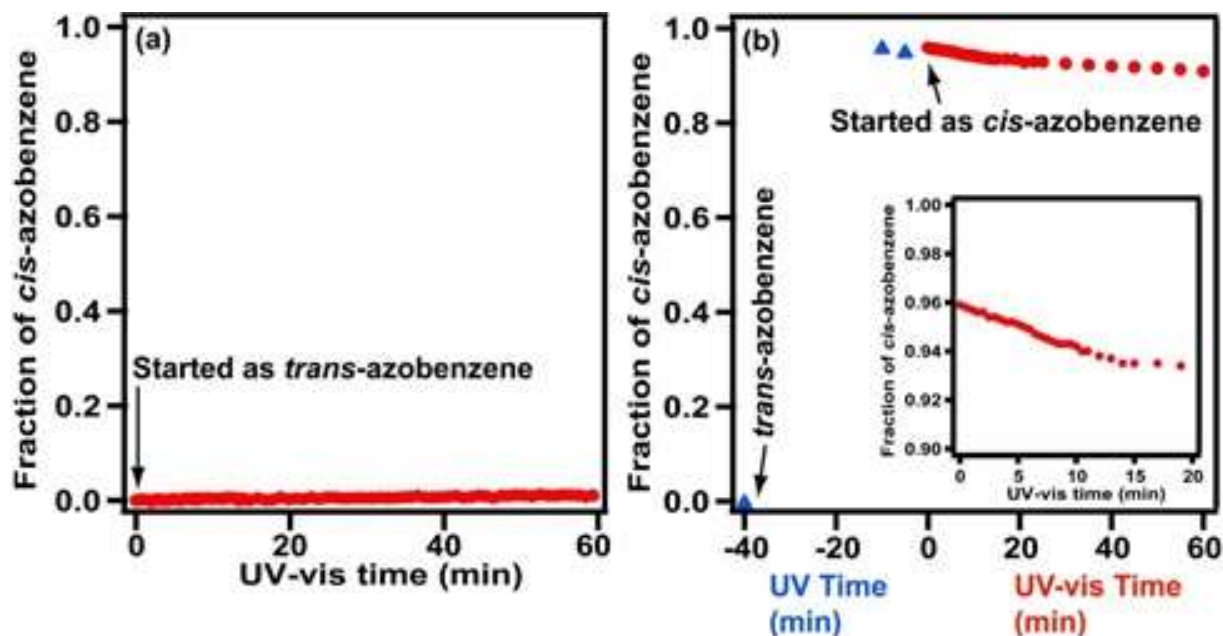 (a)
Fraction of cis-azobenzene
1.0
0.8
0.6
0.4
0.2
0.0
Started as trans-azobenzene
0 20 40 60
UV-vis time (min)
(b)
Fraction of cis-azobenzene
1.0
0.8
0.6
0.4
0.2
0.0
Started as cis-azobenzene
trans-azobenzene
Fraction of cis-azobenzene
1.00
0.98
0.96
0.94
0.92
0.90
0 5 10 15 20
UV-vis time (min)
-40 -20 0 20 40 60
UV Time
(min)
UV-vis Time
(min)